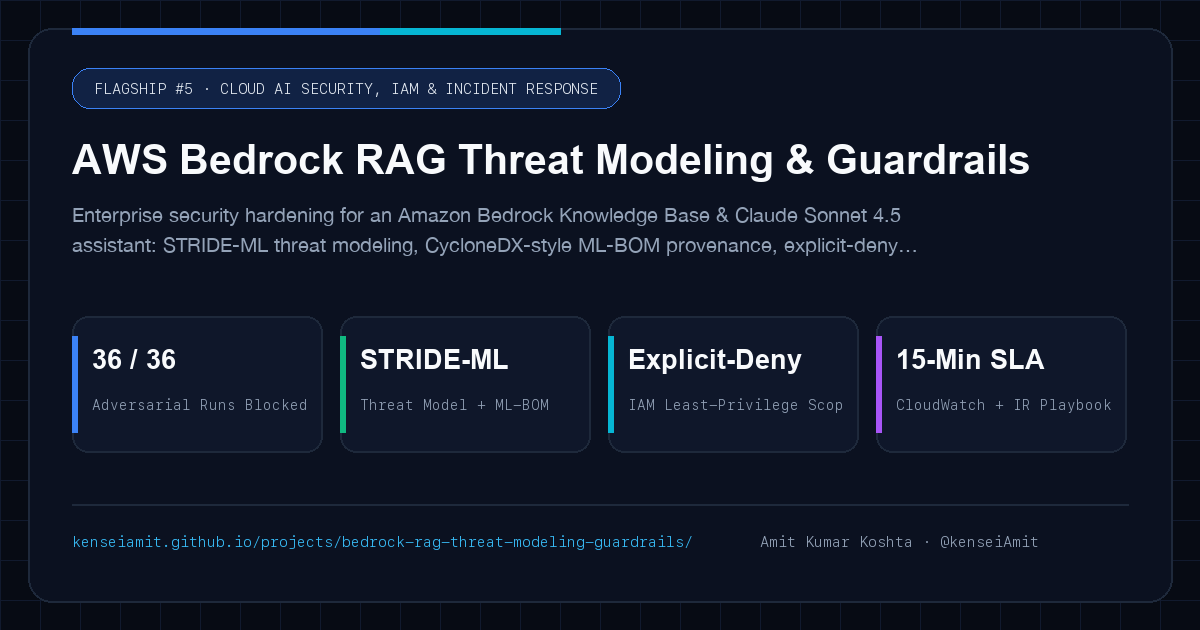 FLAGSHIP #5 · CLOUD AI SECURITY, IAM & INCIDENT RESPONSE
AWS Bedrock RAG Threat Modeling & Guardrails
Enterprise security hardening for an Amazon Bedrock Knowledge Base & Claude Sonnet 4.5
assistant: STRIDE-ML threat modeling, CycloneDX-style ML-BOM provenance, explicit-deny…
36 / 36
Adversarial Runs Blocked
STRIDE-ML
Threat Model + ML-BOM
Explicit-Deny
IAM Least-Privilege Scop
15-Min SLA
CloudWatch + IR Playbook
kenseiamit.github.io/projects/bedrock-rag-threat-modeling-guardrails/
Amit Kumar Koshta · @kenseiAmit